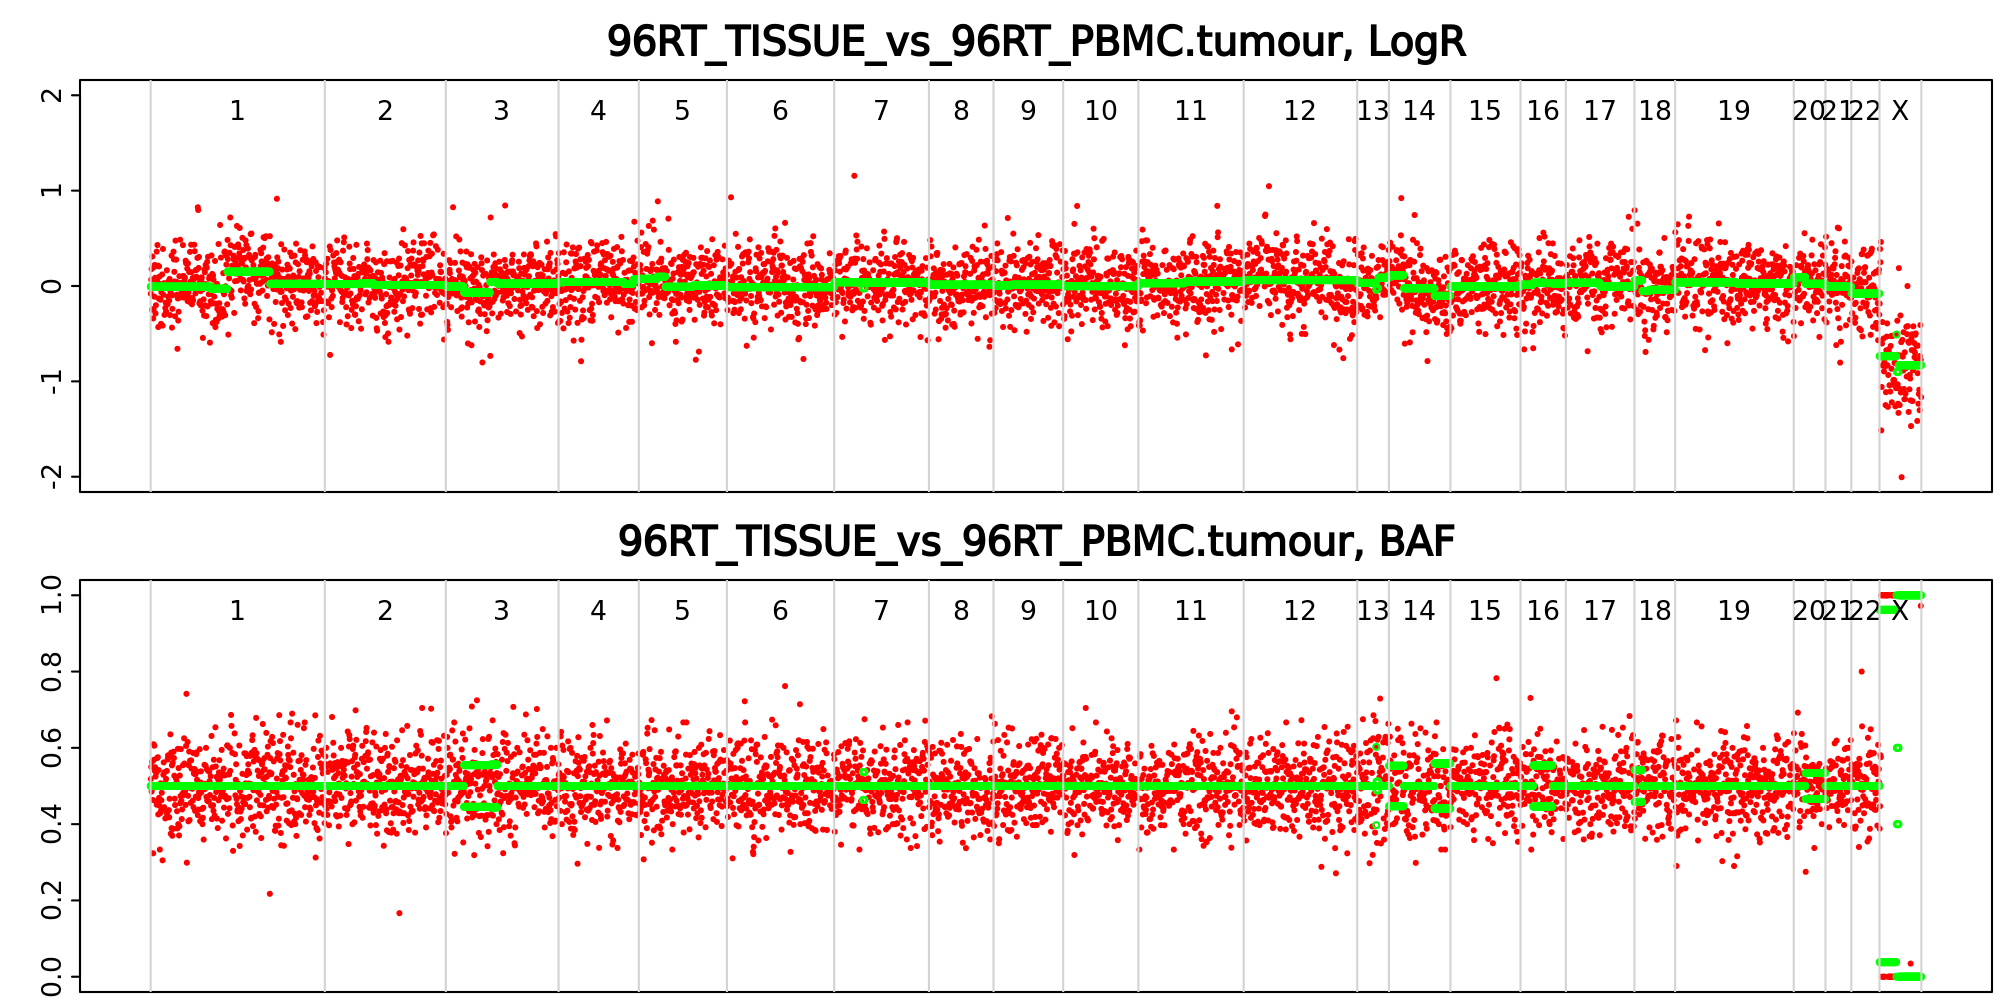 96RT_TISSUE_vs_96RT_PBMC.tumour, LogR
2
1 2 3 4 5 6 7 8 9 10 11 12 13 14 15 16 17 18 19 20 21 22 X
1
0
-1
-2
96RT_TISSUE_vs_96RT_PBMC.tumour, BAF
1.0
1 2 3 4 5 6 7 8 9 10 11 12 13 14 15 16 17 18 19 20 21 22 X
0.8
0.6
0.4
0.2
0.0